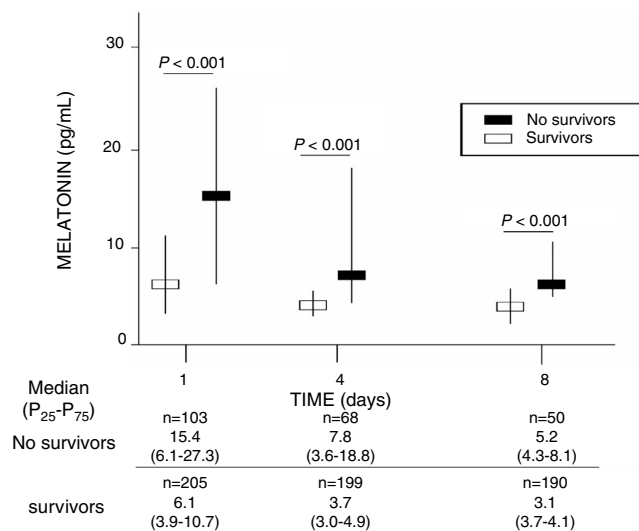 30
P < 0.001
MELATONIN (pg/mL)
No survivors
Survivors
20
P < 0.001
P < 0.001
10
0
1
4
8
TIME (days)
Median
(P25-P75)
n=103
n=68
n=50
No survivors
15.4
7.8
5.2
(6.1-27.3)
(3.6-18.8)
(4.3-8.1)
n=205
n=199
n=190
survivors
6.1
3.7
3.1
(3.9-10.7)
(3.0-4.9)
(3.7-4.1)